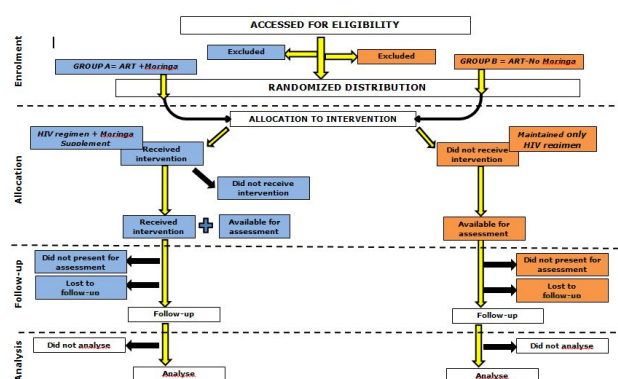 ACCESSED FOR ELIGIBILITY
Enrolment
Excluded
Excluded
GROUP A= ART +Moringa
GROUP B = ART-No Moringa
RANDOMIZED DISTRIBUTION
ALLOCATION TO INTERVENTION
Allocation
HIV regimen + Moringa
Supplement
Received
intervention
Did not receive
intervention
Maintained only
HIV regimen
Did not receive
intervention
Received
intervention
Available for
assessment
Available for
assessment
Follow-up
Did not present for
assessment
Lost to
follow-up
Follow-up
Did not present for
assessment
Lost to
follow-up
Follow-up
Analysis
Did not analyse
Did not analyse
Analyse
Analyse